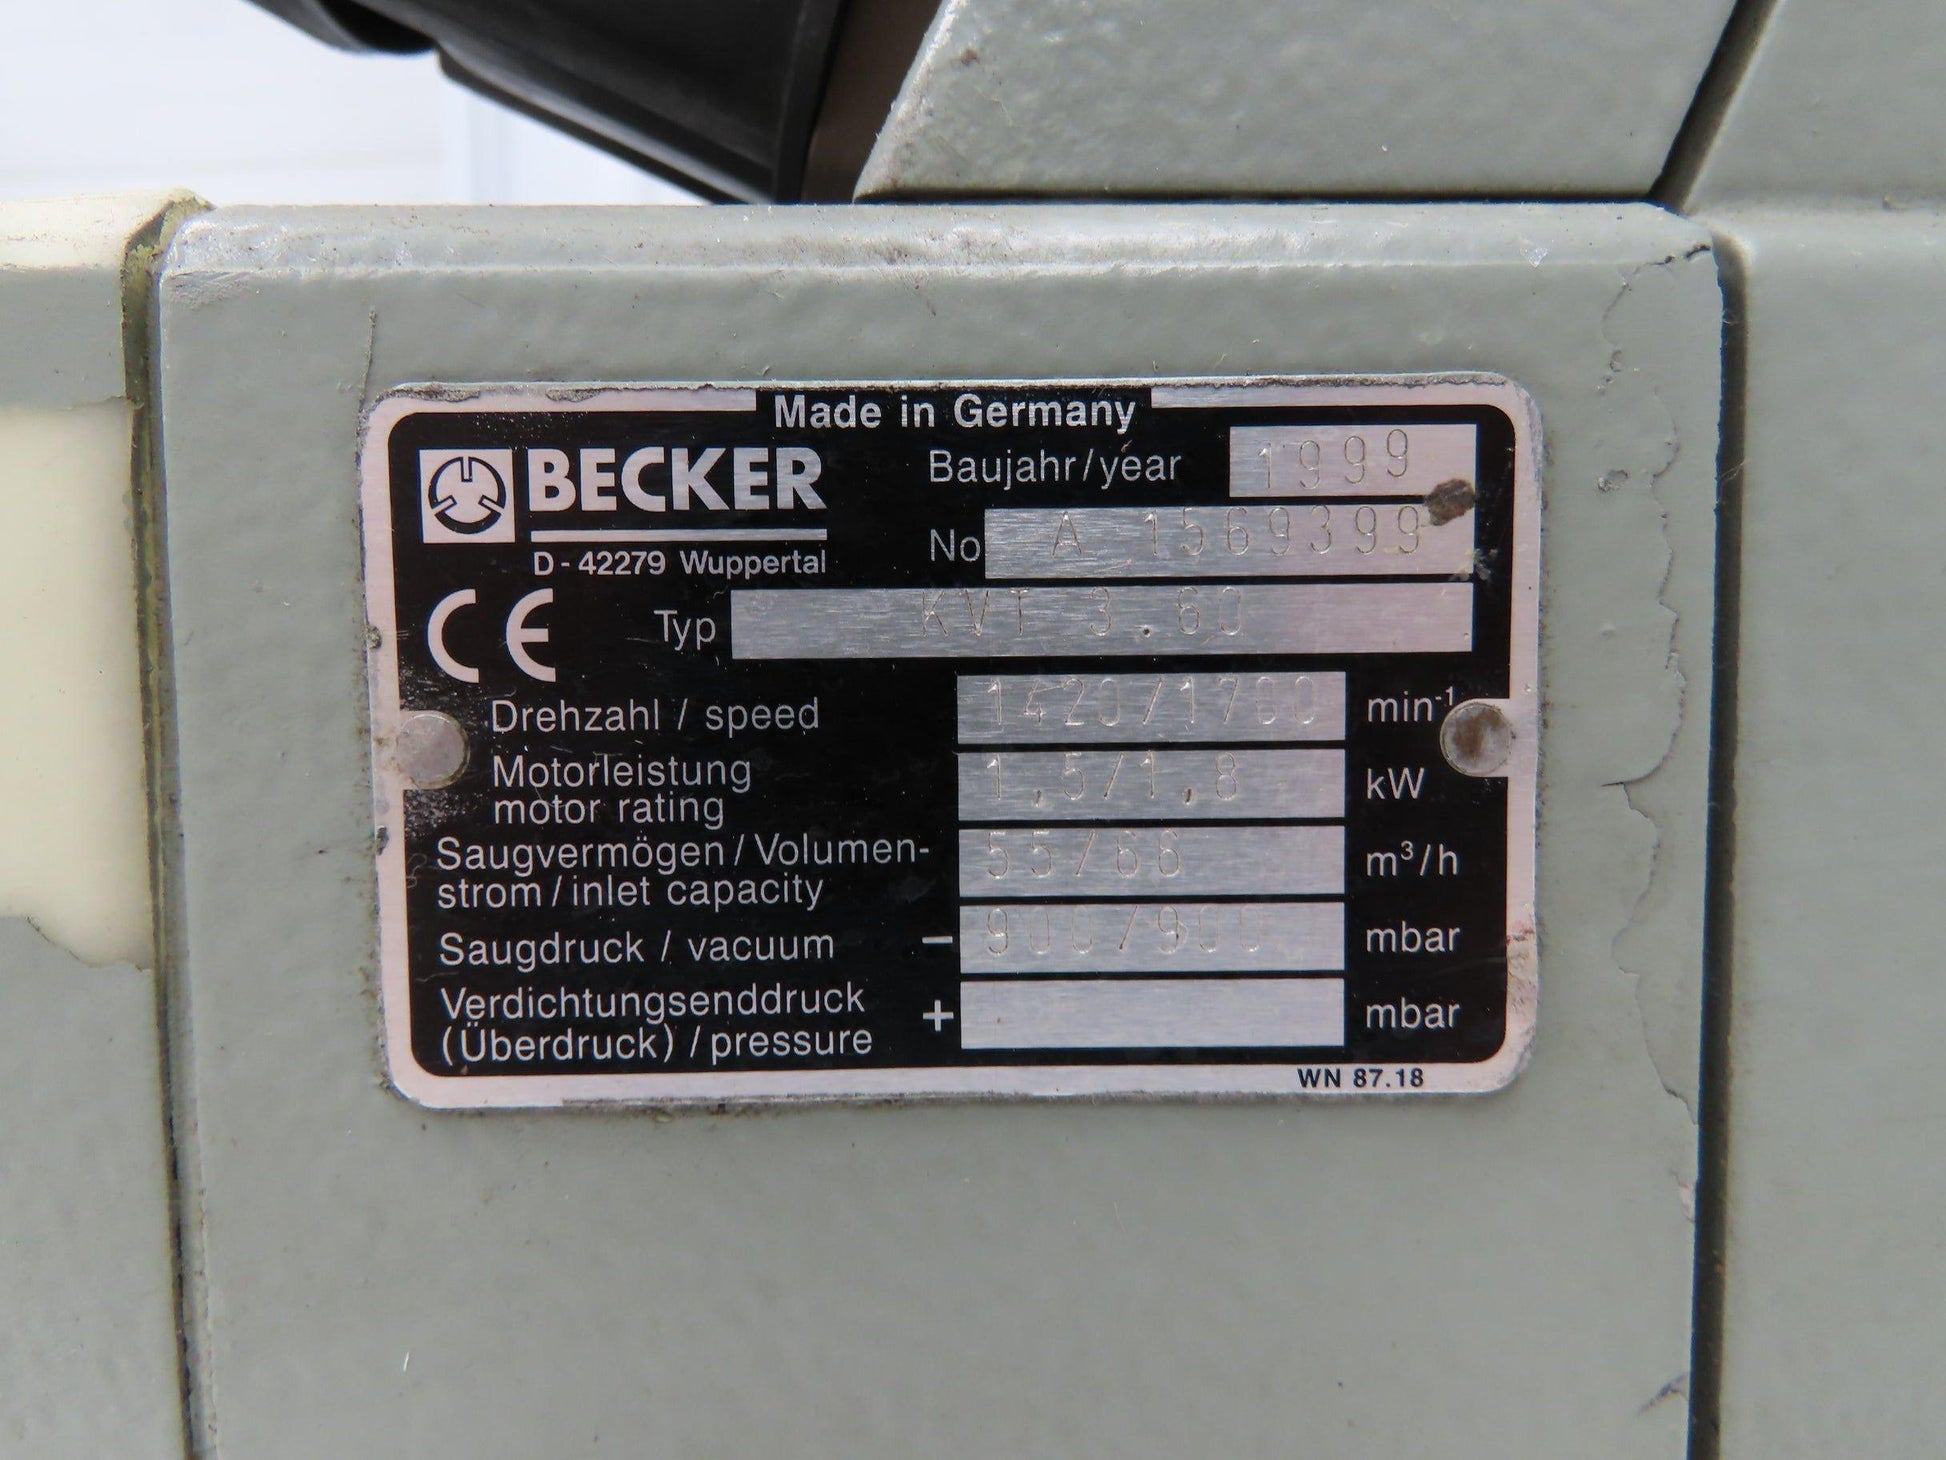 Made in Germany
BECKER
D-42279 Wuppertal
Baujahr/year 1999
No A 1569399
CE
Typ KVT 3.60
Drehzahl / speed 1420/1700 min⁻¹
Motorleistung
motor rating 1,5/1,8 kW
Saugvermögen / Volumen-
strom / inlet capacity 55/66 m³/h
Saugdruck / vacuum − 900/900 mbar
Verdichtungsenddruck
(Überdruck) / pressure + mbar
WN 87.18